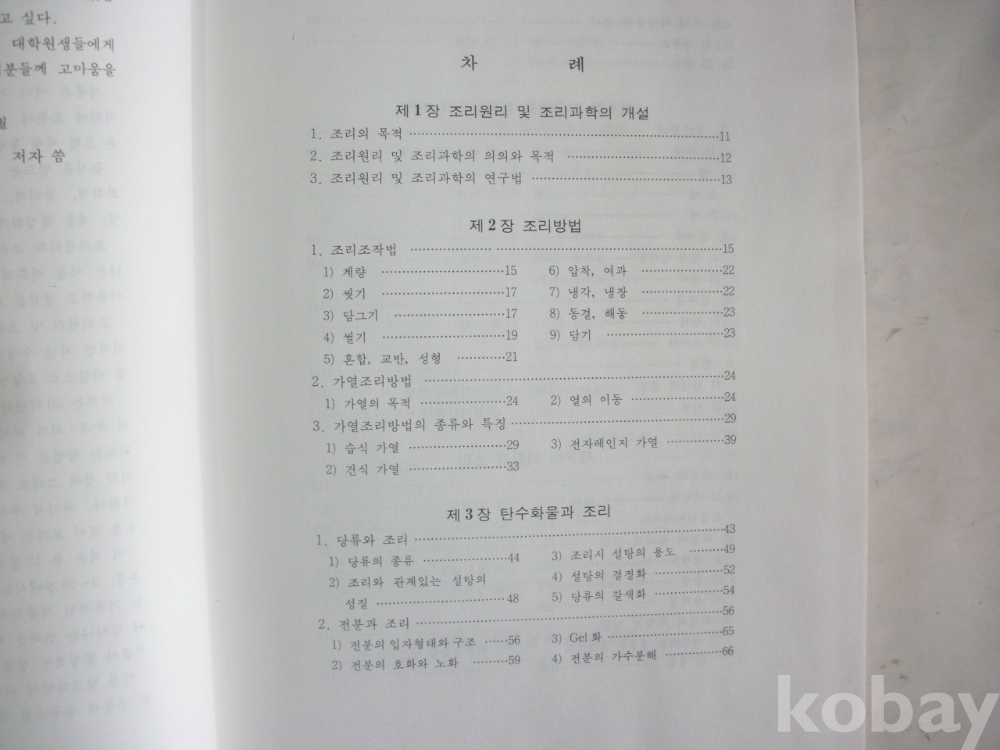 고 싶다.
대학원생들에게
분들께 고마움을
월
저자 씀
차 례
제 1 장 조리원리 및 조리과학의 개설
1. 조리의 목적 ………11
2. 조리원리 및 조리과학의 의의와 목적 ………12
3. 조리원리 및 조리과학의 연구법 ………13
제 2 장 조리방법
1. 조리조작법 ………15
1) 계량 ………15
2) 씻기 ………17
3) 담그기 ………17
4) 썰기 ………19
5) 혼합, 교반, 성형 ………21
6) 압착, 여과 ………22
7) 냉각, 냉장 ………22
8) 동결, 해동 ………23
9) 담기 ………23
2. 가열조리방법 ………24
1) 가열의 목적 ………24
2) 열의 이동 ………24
3. 가열조리방법의 종류와 특징 ………29
1) 습식 가열 ………29
2) 건식 가열 ………33
3) 전자레인지 가열 ………39
제 3 장 탄수화물과 조리
1. 당류와 조리 ………43
1) 당류의 종류 ………44
2) 조리와 관계있는 설탕의
성질 ………48
3) 조리시 설탕의 용도 ………49
4) 설탕의 결정화 ………52
5) 당류의 갈색화 ………54
2. 전분과 조리 ………56
1) 전분의 입자형태와 구조 ……56
2) 전분의 호화와 노화 ………59
3) Gel화 ………65
4) 전분의 가수분해 ………66
kobay